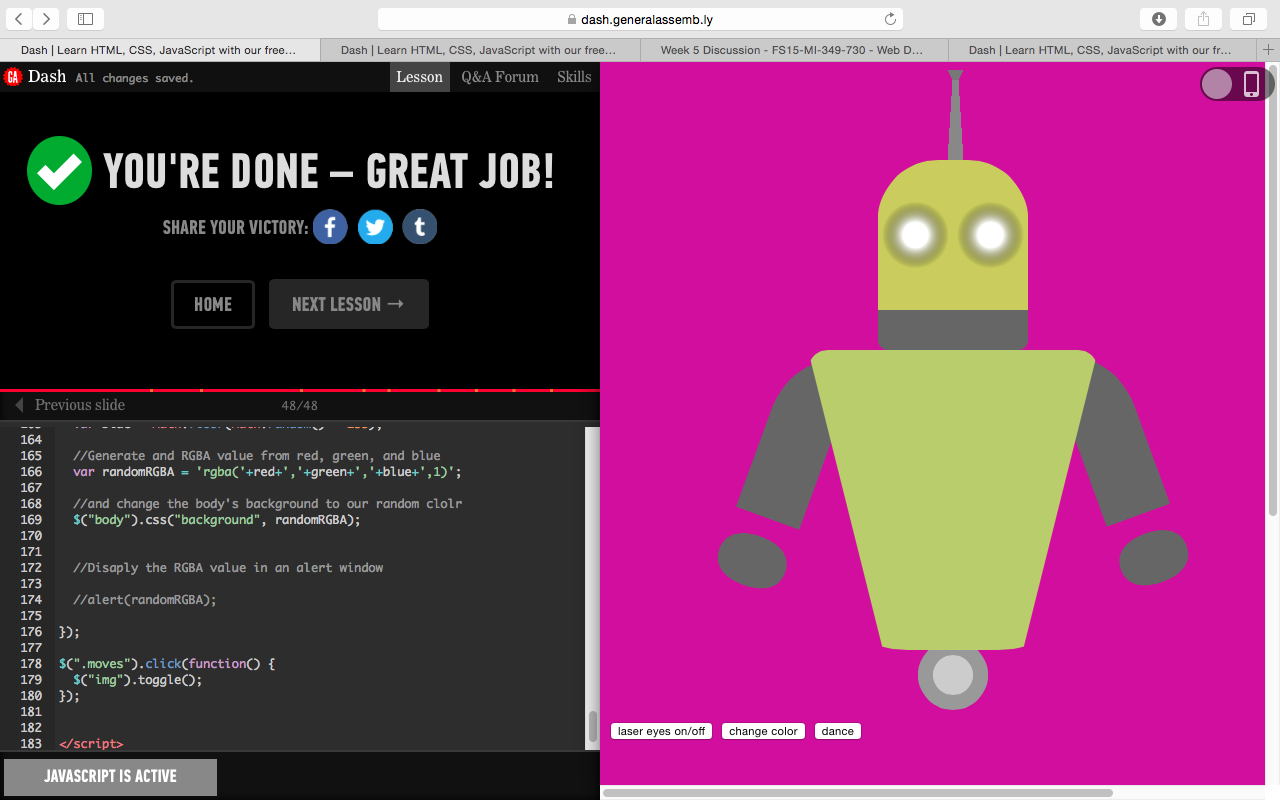 dash.generalassemb.ly
Dash | Learn HTML, CSS, JavaScript with our free…
Dash | Learn HTML, CSS, JavaScript with our free…
Week 5 Discussion - FS15-MI-349-730 - Web D…
Dash | Learn HTML, CSS, JavaScript with our fr…
GA Dash All changes saved. Lesson Q&A Forum Skills
YOU'RE DONE — GREAT JOB!
SHARE YOUR VICTORY: f t
HOME NEXT LESSON →
Previous slide 48/48
164
165 //Generate and RGBA value from red, green, and blue
166 var randomRGBA = 'rgba('+red+','+green+','+blue+',1)';
167
168 //and change the body's background to our random clolr
169 $("body").css("background", randomRGBA);
170
171
172 //Disaply the RGBA value in an alert window
173
174 //alert(randomRGBA);
175
176 });
177
178 $(".moves").click(function() {
179 $("img").toggle();
180 });
181
182
183 </script>
JAVASCRIPT IS ACTIVE
laser eyes on/off change color dance